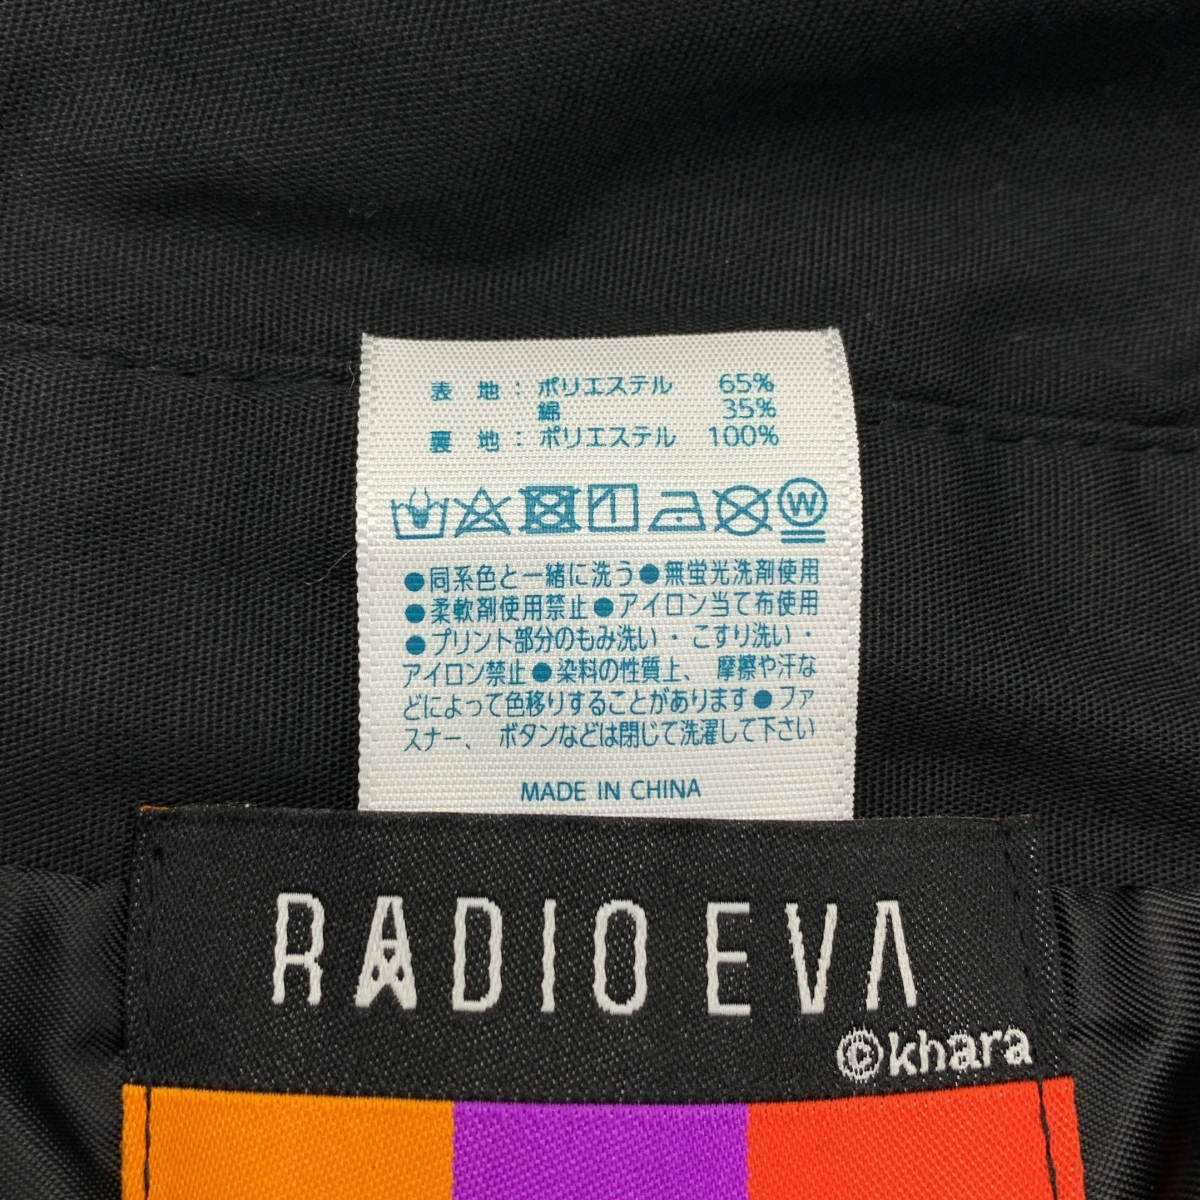 表 地 : ポリエステル 65%
綿 35%
裏 地 : ポリエステル 100%
W
●同系色と一緒に洗う●無蛍光洗剤使用
●柔軟剤使用禁止●アイロン当て布使用
●プリント部分のもみ洗い・こすり洗い・
アイロン禁止●染料の性質上、摩擦や汗な
どによって色移りすることがあります●ファ
スナー、ボタンなどは閉じて洗濯して下さい
MADE IN CHINA
RADIO EVA
©khara